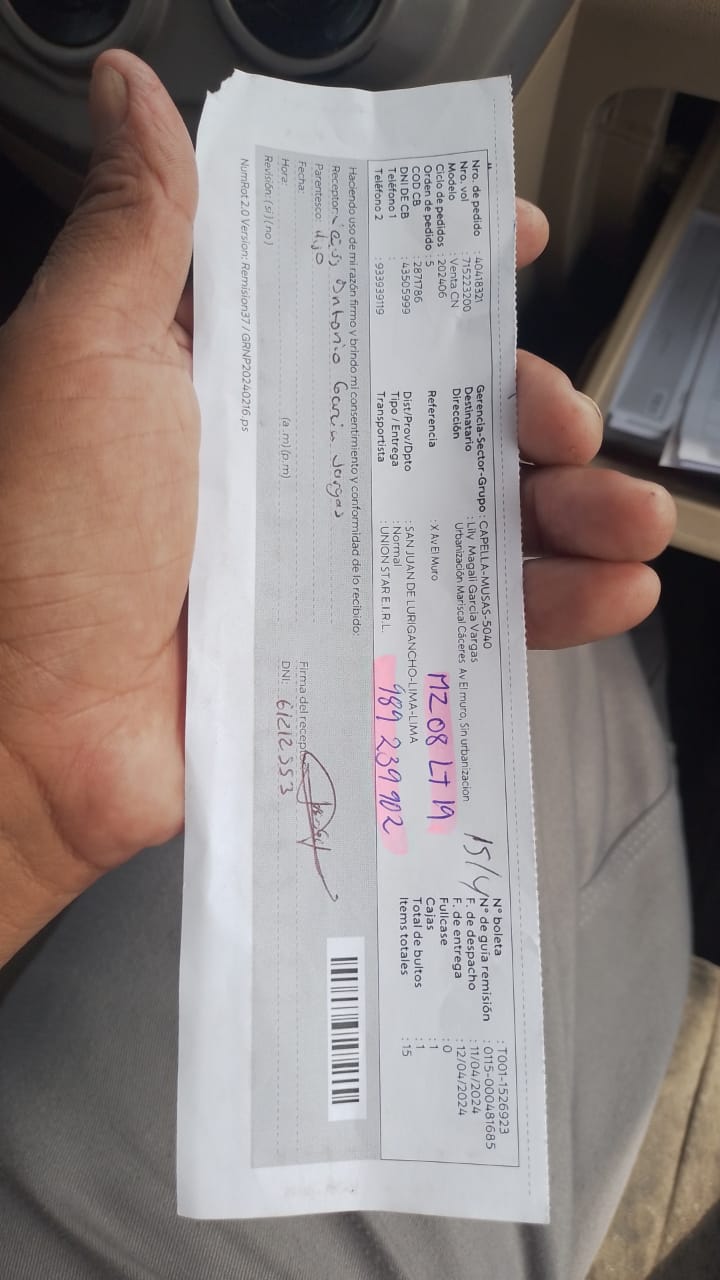 Nro. de pedido : 40418321
Nro. vol : 715223200
Modelo : Venta CN
Ciclo de pedidos : 202406
Orden de pedido : 5
COD CB : 2871786
DNI DE CB : 43505999
Teléfono 1 :
Teléfono 2 : 933939119
Gerencia-Sector-Grupo : CAPELLA-MUSAS-5040
Destinatario : Lily Magali Garcia Vargas
Dirección Urbanización Mariscal Cáceres Av El muro, Sin urbanizacion
Referencia : X Av El Muro
MZ 08 LT 19
Dist/Prov/Dpto : SAN JUAN DE LURIGANCHO-LIMA-LIMA
Tipo / Entrega : Normal
Transportista : UNION STAR E.I.R.L.
989 239 902
15/4
N° boleta : T001-1526923
N° de guía remisión : 0115-000481685
F. de despacho : 11/04/2024
F. de entrega : 12/04/2024
Fullcase : 0
Cajas : 1
Total de bultos : 1
Items totales : 15
Haciendo uso de mi razón firmo y brindo mi consentimiento y conformidad de lo recibido:
Receptor: Antonio Garcia Vargas
Parentesco: Hijo
Fecha:
Hora: (a.m) (p.m)
Revisión: ( si ) ( no )
Firma del receptor
DNI: 61212553
NumRot 2.0 Version: Remision37 / GRNP20240216.ps